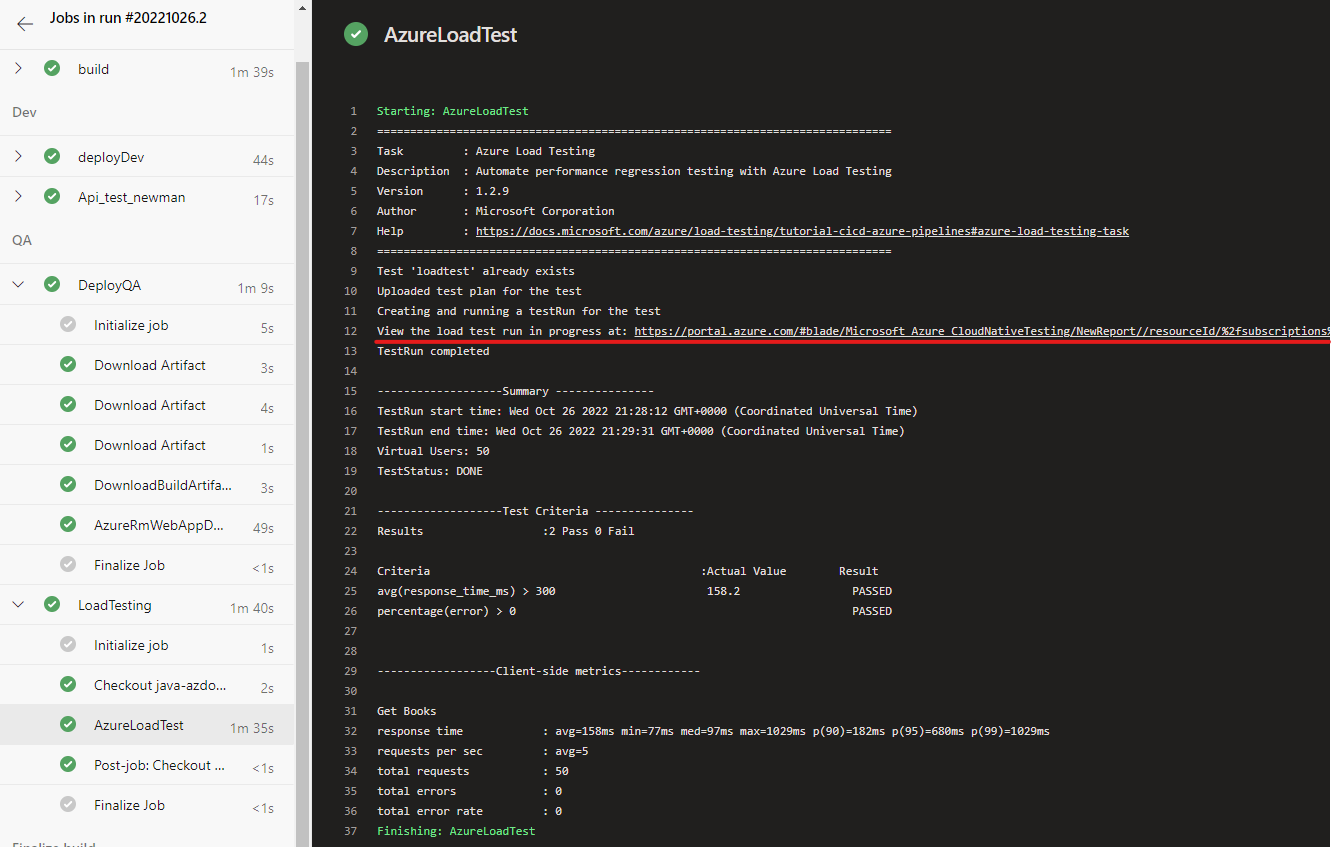 Jobs in run #20221026.2
build 1m 39s
Dev
deployDev 44s
Api_test_newman 17s
QA
DeployQA 1m 9s
Initialize job 5s
Download Artifact 3s
Download Artifact 4s
Download Artifact 1s
DownloadBuildArtifa... 3s
AzureRmWebAppD... 49s
Finalize Job <1s
LoadTesting 1m 40s
Initialize job 1s
Checkout java-azdo... 2s
AzureLoadTest 1m 35s
Post-job: Checkout ... <1s
Finalize Job <1s
Finalize build
AzureLoadTest
1 Starting: AzureLoadTest
2 ==============================================================================
3 Task : Azure Load Testing
4 Description : Automate performance regression testing with Azure Load Testing
5 Version : 1.2.9
6 Author : Microsoft Corporation
7 Help : https://docs.microsoft.com/azure/load-testing/tutorial-cicd-azure-pipelines#azure-load-testing-task
8 ==============================================================================
9 Test 'loadtest' already exists
10 Uploaded test plan for the test
11 Creating and running a testRun for the test
12 View the load test run in progress at: https://portal.azure.com/#blade/Microsoft_Azure_CloudNativeTesting/NewReport//resourceId/%2fsubscriptions%
13 TestRun completed
14
15 -------------------Summary ---------------
16 TestRun start time: Wed Oct 26 2022 21:28:12 GMT+0000 (Coordinated Universal Time)
17 TestRun end time: Wed Oct 26 2022 21:29:31 GMT+0000 (Coordinated Universal Time)
18 Virtual Users: 50
19 TestStatus: DONE
20
21 -------------------Test Criteria ---------------
22 Results :2 Pass 0 Fail
23
24 Criteria :Actual Value Result
25 avg(response_time_ms) > 300 158.2 PASSED
26 percentage(error) > 0 PASSED
27
28
29 ------------------Client-side metrics------------
30
31 Get Books
32 response time : avg=158ms min=77ms med=97ms max=1029ms p(90)=182ms p(95)=680ms p(99)=1029ms
33 requests per sec : avg=5
34 total requests : 50
35 total errors : 0
36 total error rate : 0
37 Finishing: AzureLoadTest